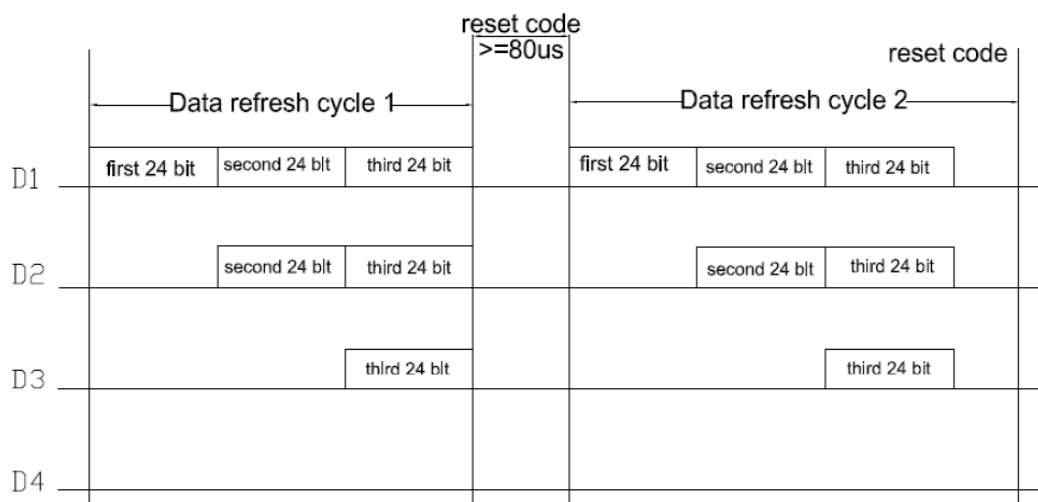 reset code
>=80us
reset code
Data refresh cycle 1
Data refresh cycle 2
D1 first 24 bit second 24 blt third 24 bit first 24 bit second 24 blt third 24 bit
D2 second 24 blt third 24 bit second 24 blt third 24 bit
D3 thlrd 24 blt third 24 bit
D4